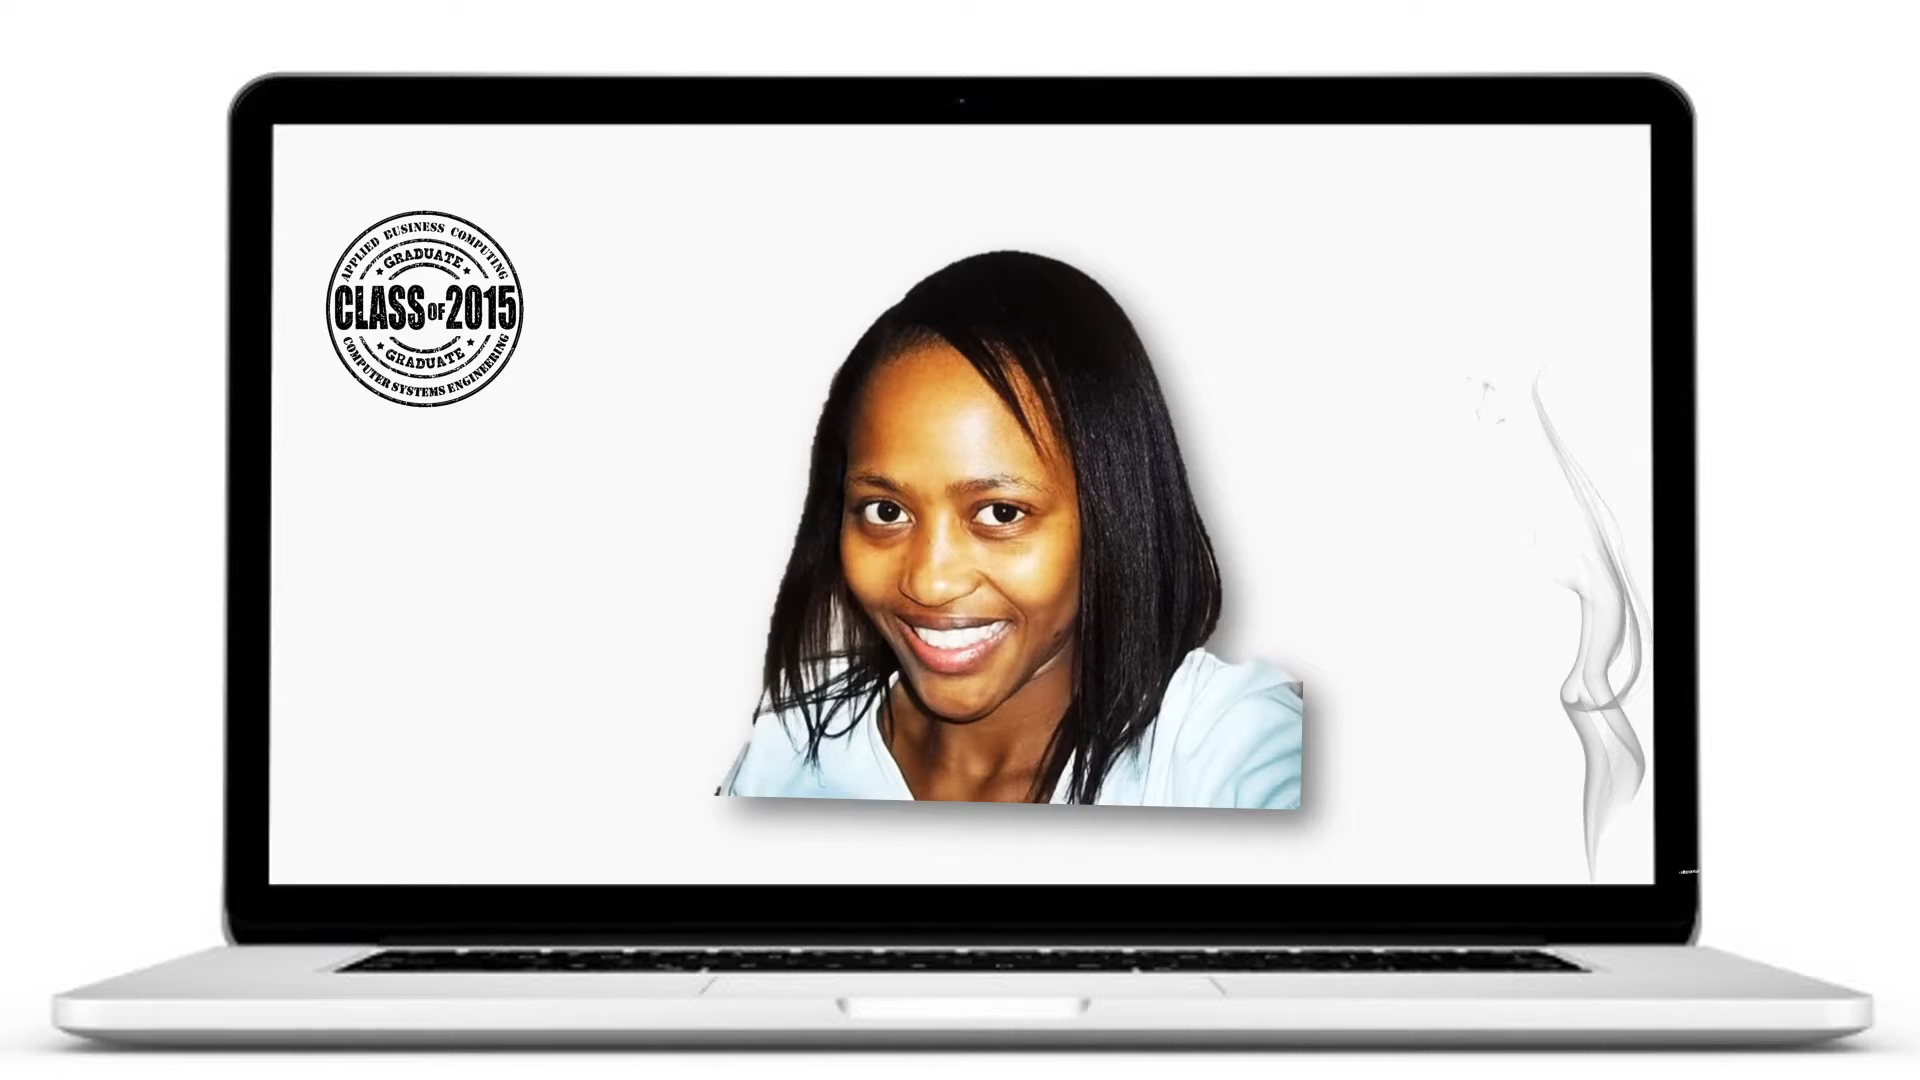 APPLIED BUSINESS COMPUTING
GRADUATE
CLASS OF 2015
GRADUATE
COMPUTER SYSTEMS ENGINEERING